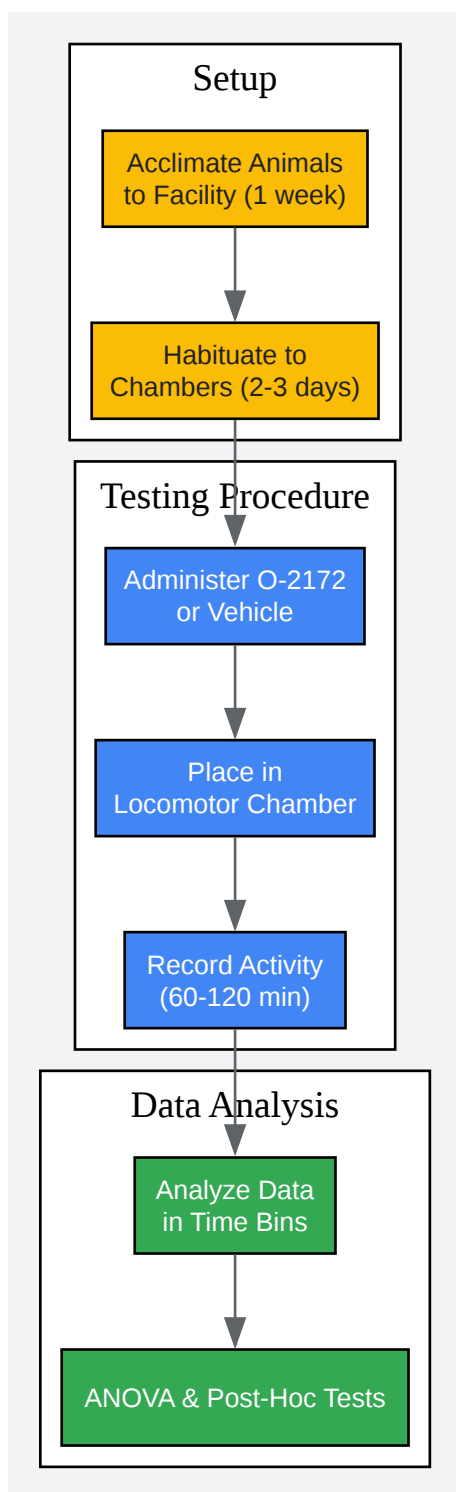 Setup
Acclimate Animals
to Facility (1 week)
Habituate to
Chambers (2-3 days)
Testing Procedure
Administer O-2172
or Vehicle
Place in
Locomotor Chamber
Record Activity
(60-120 min)
Data Analysis
Analyze Data
in Time Bins
ANOVA & Post-Hoc Tests